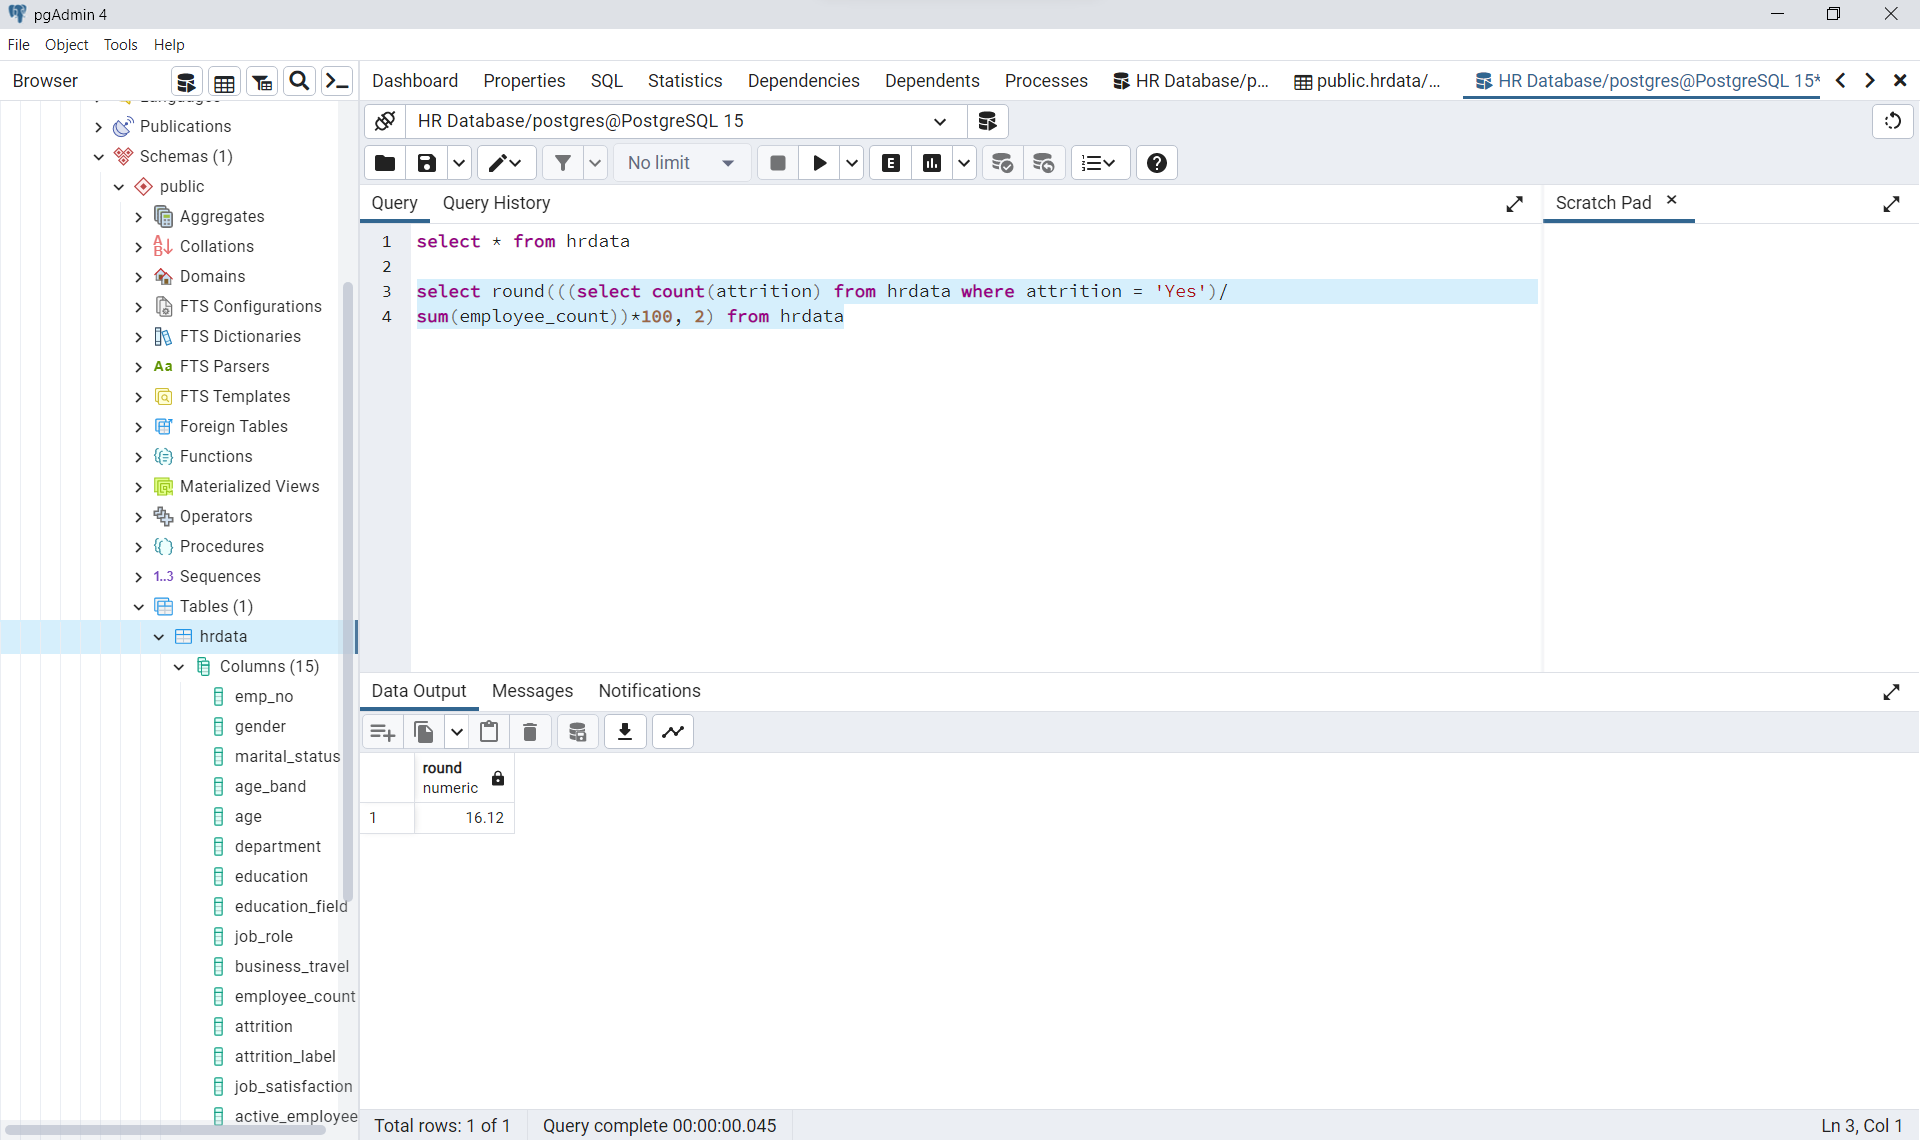 pgAdmin 4
File Object Tools Help
Browser
Dashboard Properties SQL Statistics Dependencies Dependents Processes HR Database/p... public.hrdata/... HR Database/postgres@PostgreSQL 15*
Languages
Publications
Schemas (1)
public
Aggregates
Collations
Domains
FTS Configurations
FTS Dictionaries
Aa FTS Parsers
FTS Templates
Foreign Tables
Functions
Materialized Views
Operators
Procedures
1..3 Sequences
Tables (1)
hrdata
Columns (15)
emp_no
gender
marital_status
age_band
age
department
education
education_field
job_role
business_travel
employee_count
attrition
attrition_label
job_satisfaction
active_employee
HR Database/postgres@PostgreSQL 15
No limit
E
Query Query History
Scratch Pad
1 select * from hrdata
2
3 select round(((select count(attrition) from hrdata where attrition = 'Yes')/
4 sum(employee_count))*100, 2) from hrdata
Data Output Messages Notifications
round
numeric
1 16.12
Total rows: 1 of 1 Query complete 00:00:00.045 Ln 3, Col 1